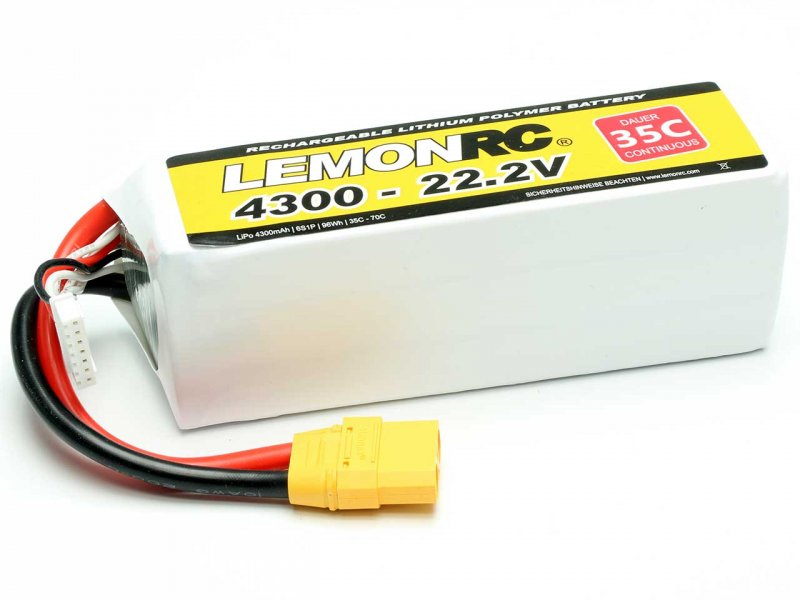 RECHARGEABLE LITHIUM POLYMER BATTERY
LEMONRC®
4300 - 22.2V
LiPo 4300mAh | 6S1P | 96Wh | 35C - 70C
DAUER
35C
CONTINUOUS
SICHERHEITSHINWEISE BEACHTEN | www.lemonrc.com